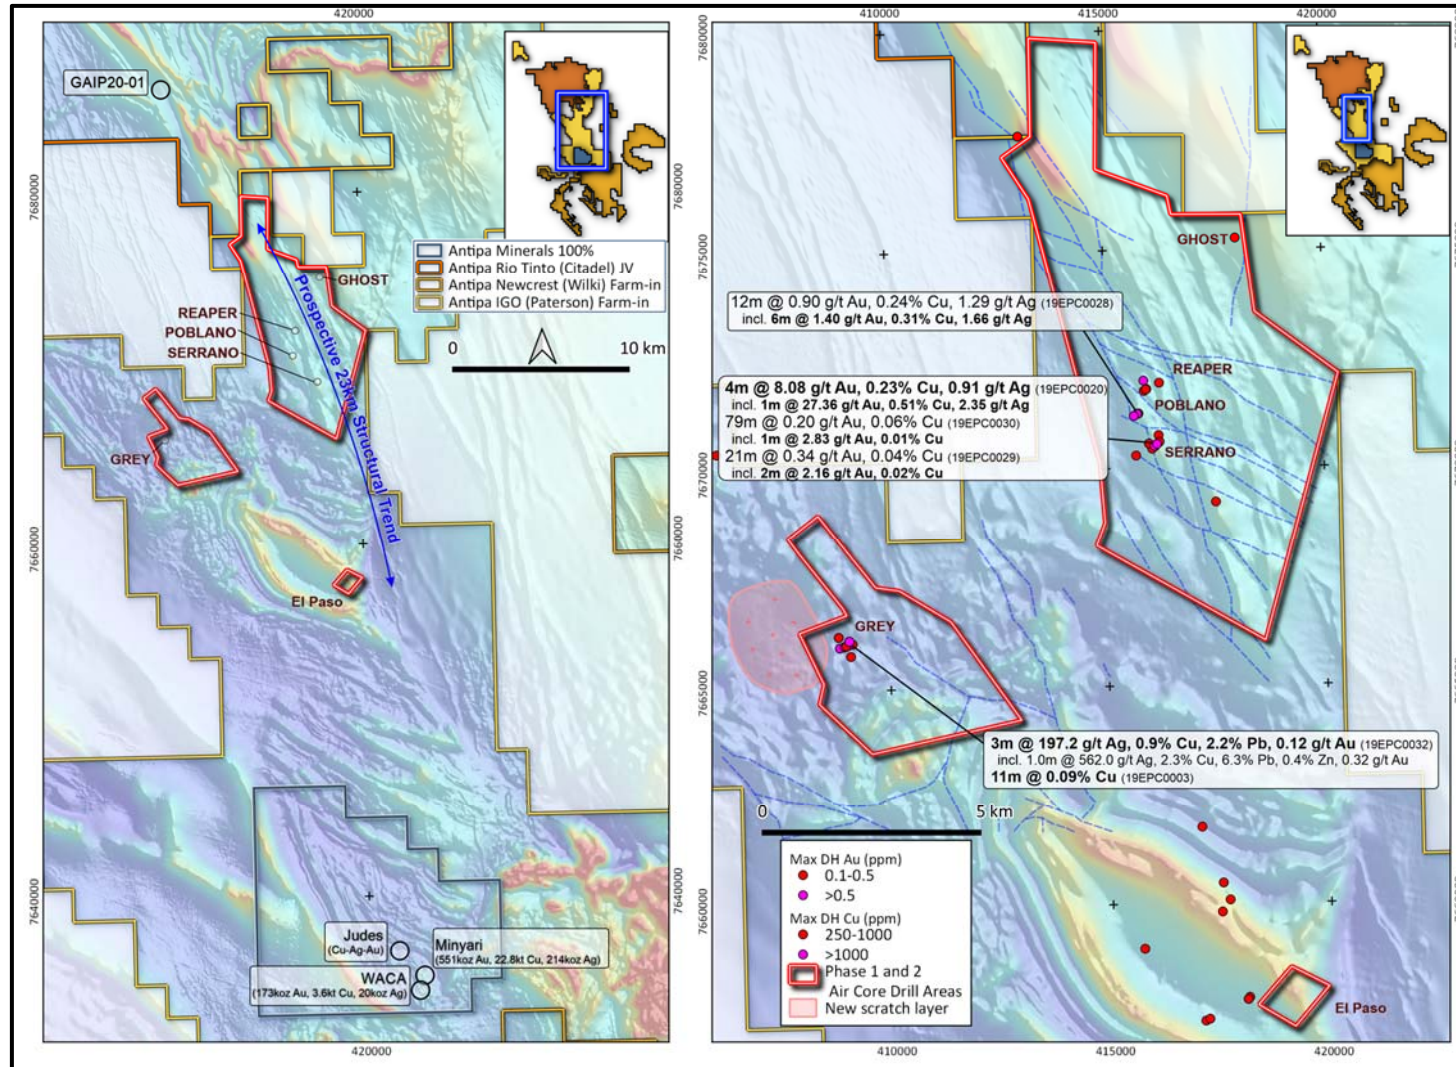 420000
GAIP20-01
7680000
7680000
Antipa Minerals 100%
Antipa Rio Tinto (Citadel) JV
Antipa Newcrest (Wilki) Farm-in
Antipa IGO (Paterson) Farm-in
GHOST
REAPER
POBLANO
SERRANO
Prospective 23km Structural Trend
0 10 km
GREY
7660000
7660000
El Paso
7640000
7640000
Judes
(Cu-Ag-Au)
Minyari
(551koz Au, 22.8kt Cu, 214koz Ag)
WACA
(173koz Au, 3.6kt Cu, 20koz Ag)
420000
410000 415000 420000
7680000
GHOST
7675000
12m @ 0.90 g/t Au, 0.24% Cu, 1.29 g/t Ag (19EPC0028)
incl. 6m @ 1.40 g/t Au, 0.31% Cu, 1.66 g/t Ag
REAPER
4m @ 8.08 g/t Au, 0.23% Cu, 0.91 g/t Ag (19EPC0020)
incl. 1m @ 27.36 g/t Au, 0.51% Cu, 2.35 g/t Ag
79m @ 0.20 g/t Au, 0.06% Cu (19EPC0030)
incl. 1m @ 2.83 g/t Au, 0.01% Cu
21m @ 0.34 g/t Au, 0.04% Cu (19EPC0029)
incl. 2m @ 2.16 g/t Au, 0.02% Cu
POBLANO
SERRANO
7670000
GREY
7665000
3m @ 197.2 g/t Ag, 0.9% Cu, 2.2% Pb, 0.12 g/t Au (19EPC0032)
incl. 1.0m @ 562.0 g/t Ag, 2.3% Cu, 6.3% Pb, 0.4% Zn, 0.32 g/t Au
11m @ 0.09% Cu (19EPC0003)
0 5 km
Max DH Au (ppm)
0.1-0.5
>0.5
Max DH Cu (ppm)
250-1000
>1000
Phase 1 and 2
Air Core Drill Areas
New scratch layer
7660000
El Paso
410000 415000 420000